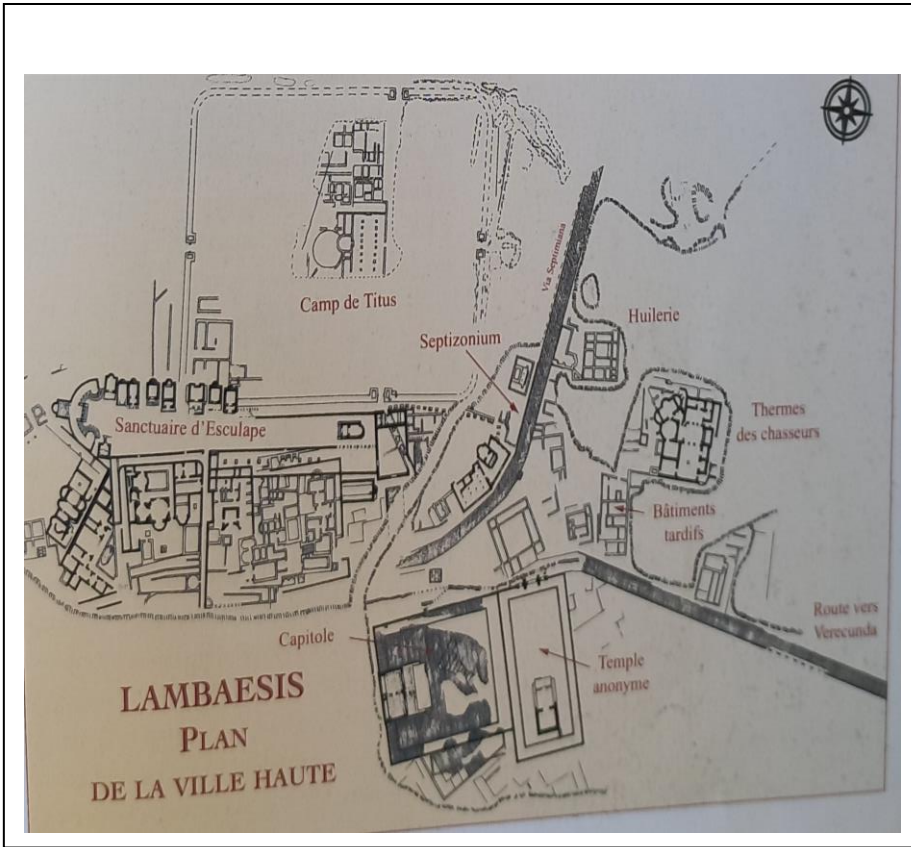 Via Septimiana
Camp de Titus
Huilerie
Septizonium
Sanctuaire d'Esculape
Thermes
des chasseurs
Bâtiments
tardifs
Route vers
Verecunda
Capitole
Temple
anonyme
LAMBAESIS
PLAN
DE LA VILLE HAUTE